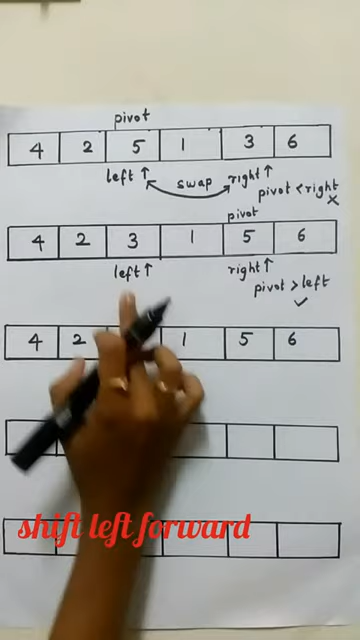 pivot
4 2 5 1 3 6
left ↑ swap right ↑
pivot < right
×
pivot
4 2 3 1 5 6
left ↑ right ↑
pivot > left
✓
4 2 1 5 6
shift left forward